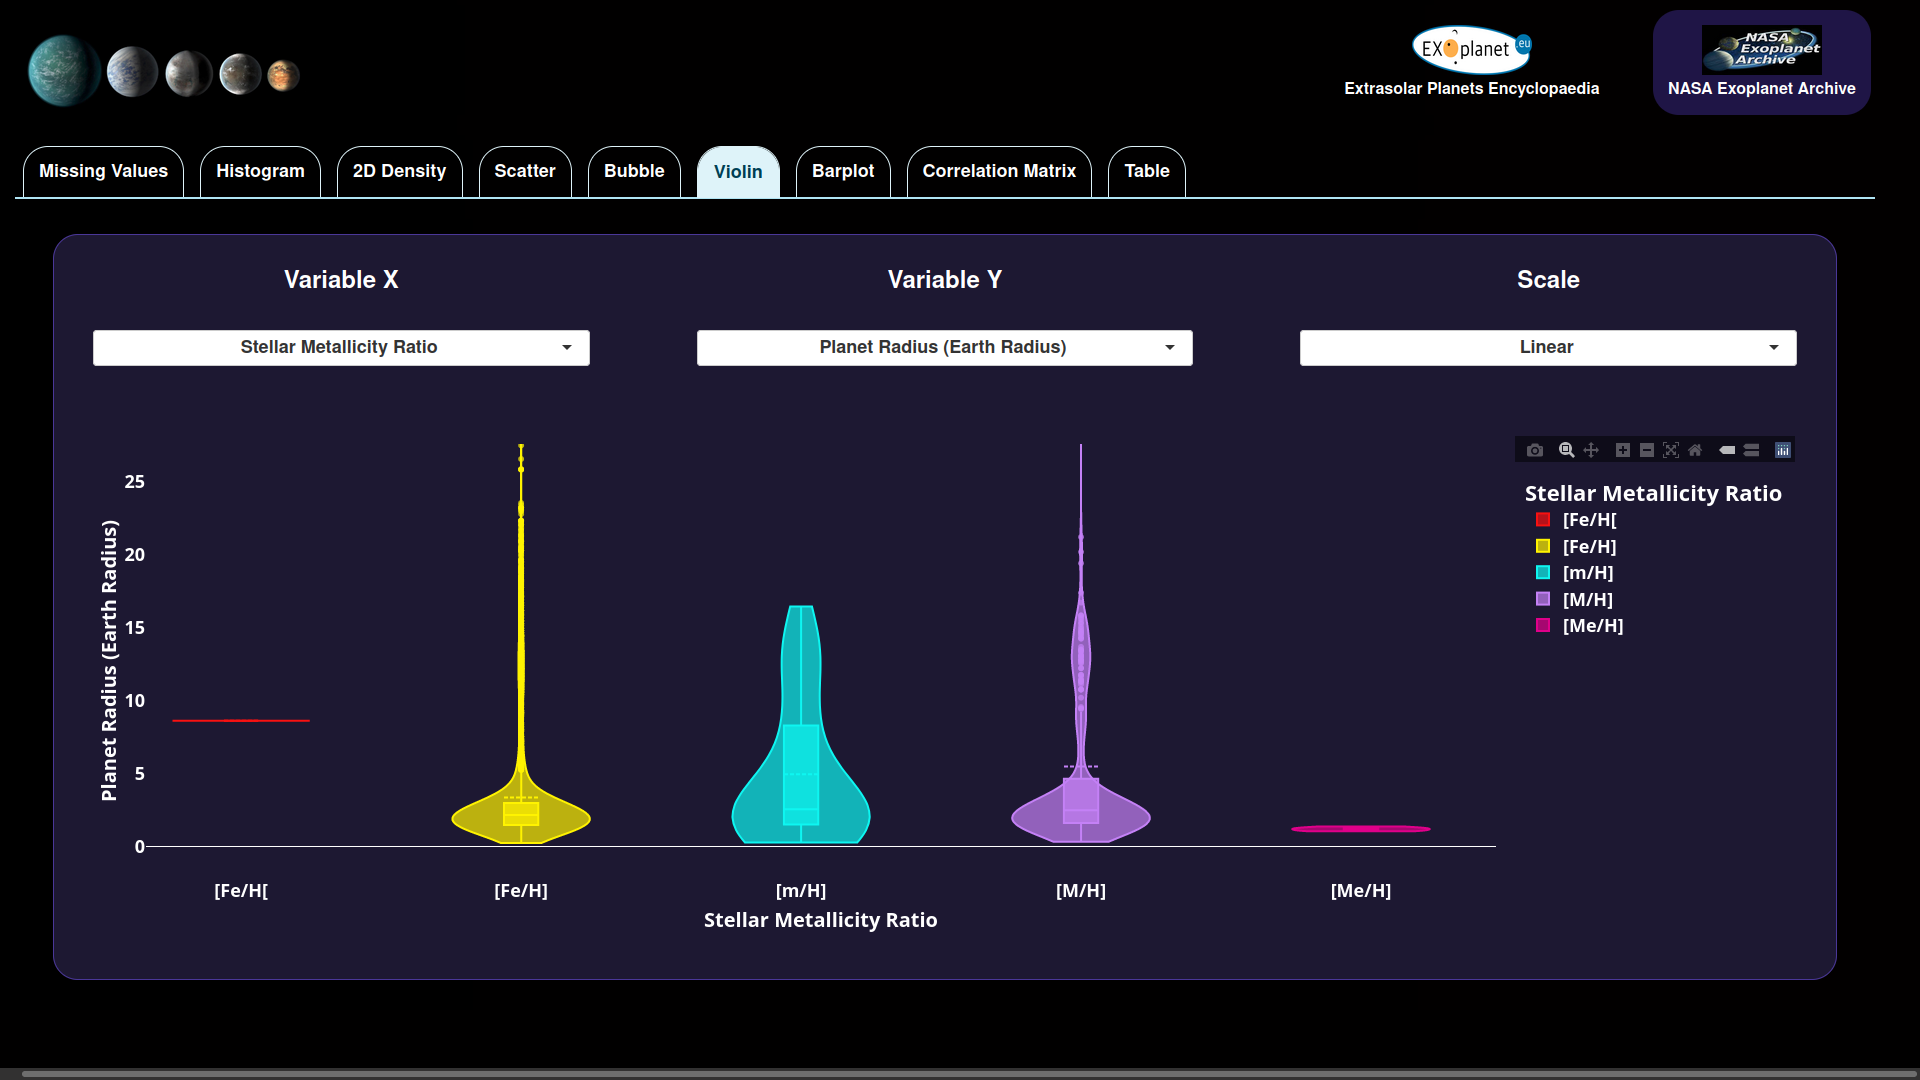 EXoplanet.eu
Extrasolar Planets Encyclopaedia
NASA
Exoplanet
Archive
NASA Exoplanet Archive
Missing Values
Histogram
2D Density
Scatter
Bubble
Violin
Barplot
Correlation Matrix
Table
Variable X
Variable Y
Scale
Stellar Metallicity Ratio
Planet Radius (Earth Radius)
Linear
25
20
15
10
5
0
Planet Radius (Earth Radius)
[Fe/H[
[Fe/H]
[m/H]
[M/H]
[Me/H]
Stellar Metallicity Ratio
Stellar Metallicity Ratio
[Fe/H[
[Fe/H]
[m/H]
[M/H]
[Me/H]